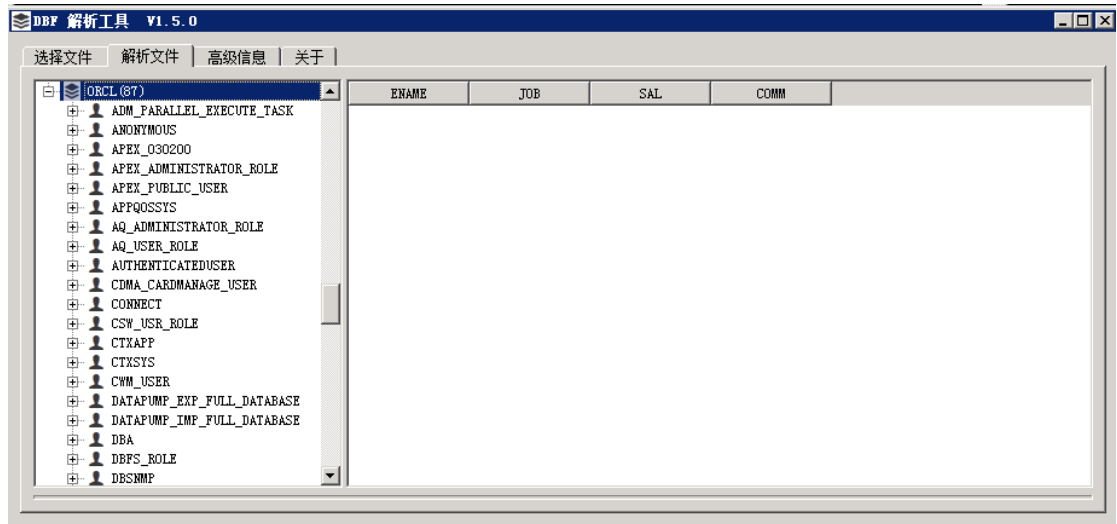 DBF 解析工具 V1.5.0
选择文件 解析文件 高级信息 关于
ORCL(87)
ENAME JOB SAL COMM
ADM_PARALLEL_EXECUTE_TASK
ANONYMOUS
APEX_030200
APEX_ADMINISTRATOR_ROLE
APEX_PUBLIC_USER
APPQOSSYS
AQ_ADMINISTRATOR_ROLE
AQ_USER_ROLE
AUTHENTICATEDUSER
CDMA_CARDMANAGE_USER
CONNECT
CSW_USR_ROLE
CTXAPP
CTXSYS
CWM_USER
DATAPUMP_EXP_FULL_DATABASE
DATAPUMP_IMP_FULL_DATABASE
DBA
DBFS_ROLE
DBSNMP